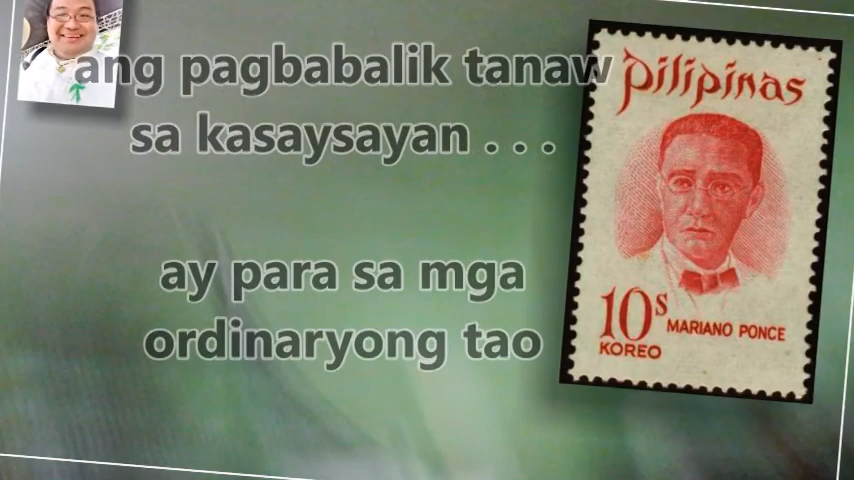 ang pagbabalik tanaw
sa kasaysayan . . .
ay para sa mga
ordinaryong tao
pilipinas
10s
MARIANO PONCE
KOREO